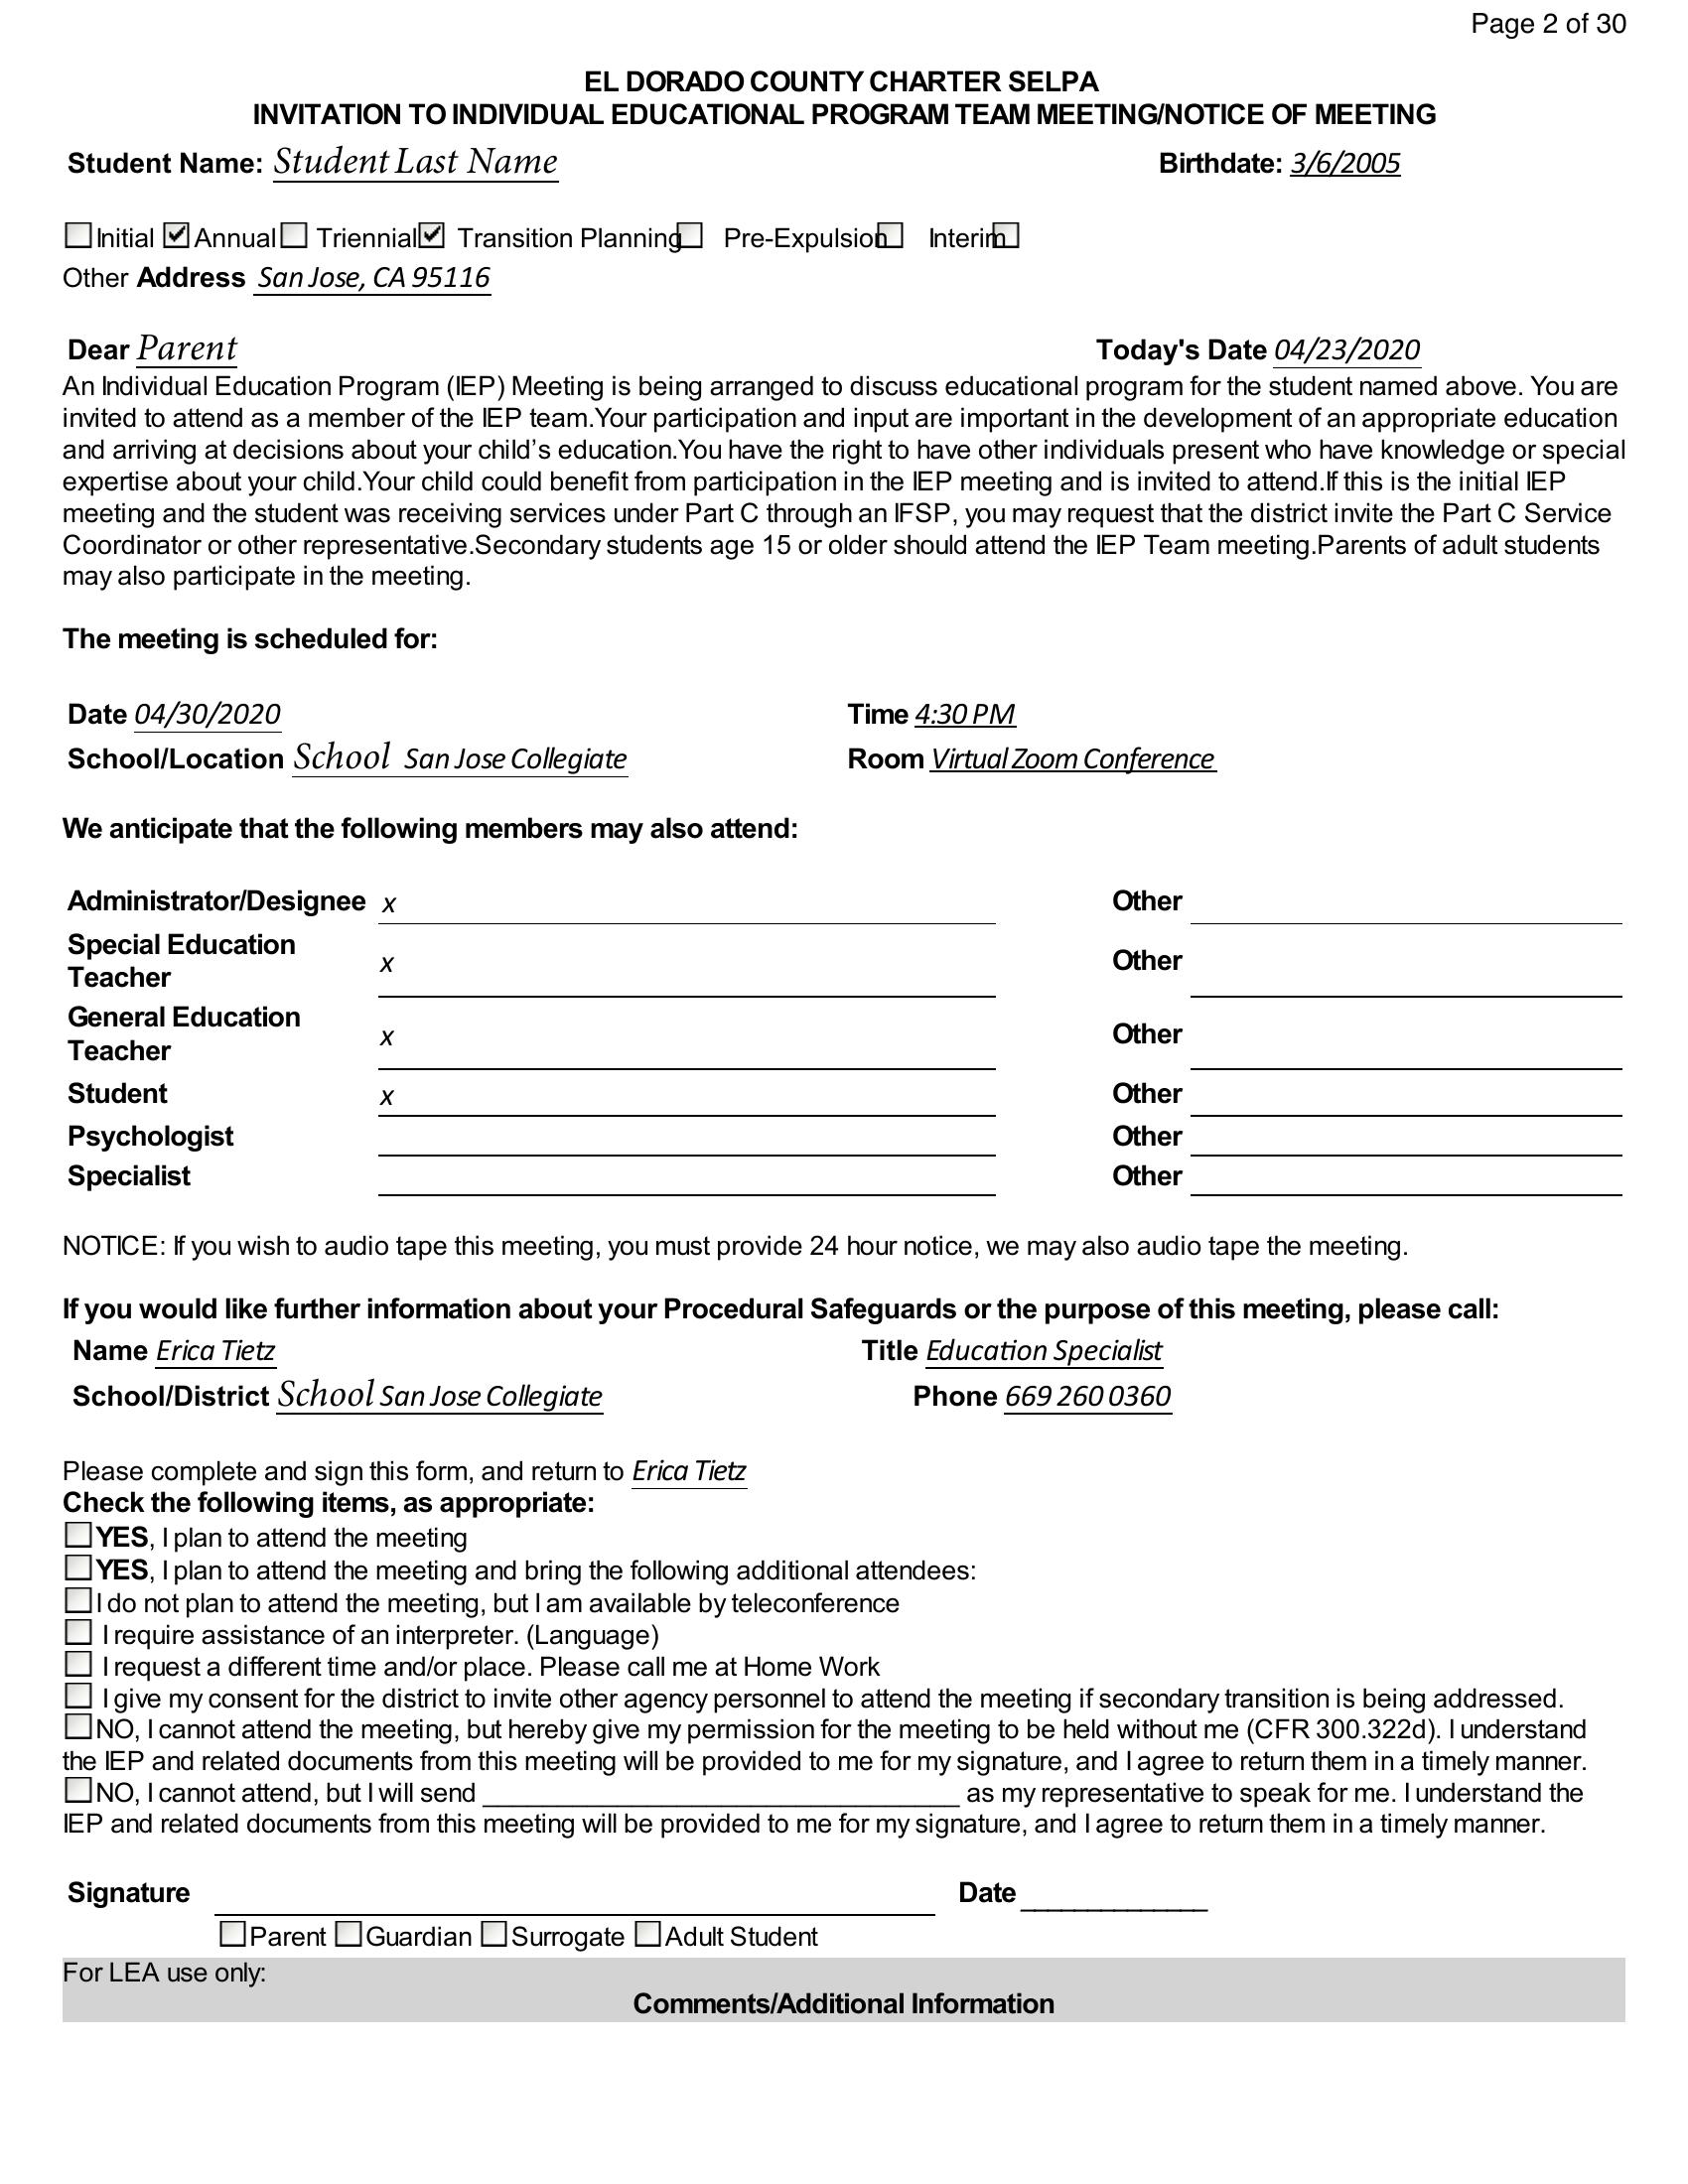 Page 2 of 30
EL DORADO COUNTY CHARTER SELPA
INVITATION TO INDIVIDUAL EDUCATIONAL PROGRAM TEAM MEETING/NOTICE OF MEETING
Student Name: Student Last Name Birthdate: 3/6/2005
Initial Annual Triennial Transition Planning Pre-Expulsion Interim
Other Address San Jose, CA 95116
Dear Parent Today's Date 04/23/2020
An Individual Education Program (IEP) Meeting is being arranged to discuss educational program for the student named above. You are
invited to attend as a member of the IEP team.Your participation and input are important in the development of an appropriate education
and arriving at decisions about your child's education.You have the right to have other individuals present who have knowledge or special
expertise about your child.Your child could benefit from participation in the IEP meeting and is invited to attend.If this is the initial IEP
meeting and the student was receiving services under Part C through an IFSP, you may request that the district invite the Part C Service
Coordinator or other representative.Secondary students age 15 or older should attend the IEP Team meeting.Parents of adult students
may also participate in the meeting.
The meeting is scheduled for:
Date 04/30/2020 Time 4:30 PM
School/Location School San Jose Collegiate Room Virtual Zoom Conference
We anticipate that the following members may also attend:
Administrator/Designee x Other
Special Education
Teacher x Other
General Education
Teacher x Other
Student x Other
Psychologist Other
Specialist Other
NOTICE: If you wish to audio tape this meeting, you must provide 24 hour notice, we may also audio tape the meeting.
If you would like further information about your Procedural Safeguards or the purpose of this meeting, please call:
Name Erica Tietz Title Education Specialist
School/District School San Jose Collegiate Phone 669 260 0360
Please complete and sign this form, and return to Erica Tietz
Check the following items, as appropriate:
YES, I plan to attend the meeting
YES, I plan to attend the meeting and bring the following additional attendees:
I do not plan to attend the meeting, but I am available by teleconference
I require assistance of an interpreter. (Language)
I request a different time and/or place. Please call me at Home Work
I give my consent for the district to invite other agency personnel to attend the meeting if secondary transition is being addressed.
NO, I cannot attend the meeting, but hereby give my permission for the meeting to be held without me (CFR 300.322d). I understand
the IEP and related documents from this meeting will be provided to me for my signature, and I agree to return them in a timely manner.
NO, I cannot attend, but I will send ________________________________ as my representative to speak for me. I understand the
IEP and related documents from this meeting will be provided to me for my signature, and I agree to return them in a timely manner.
Signature Date
Parent Guardian Surrogate Adult Student
For LEA use only:
Comments/Additional Information